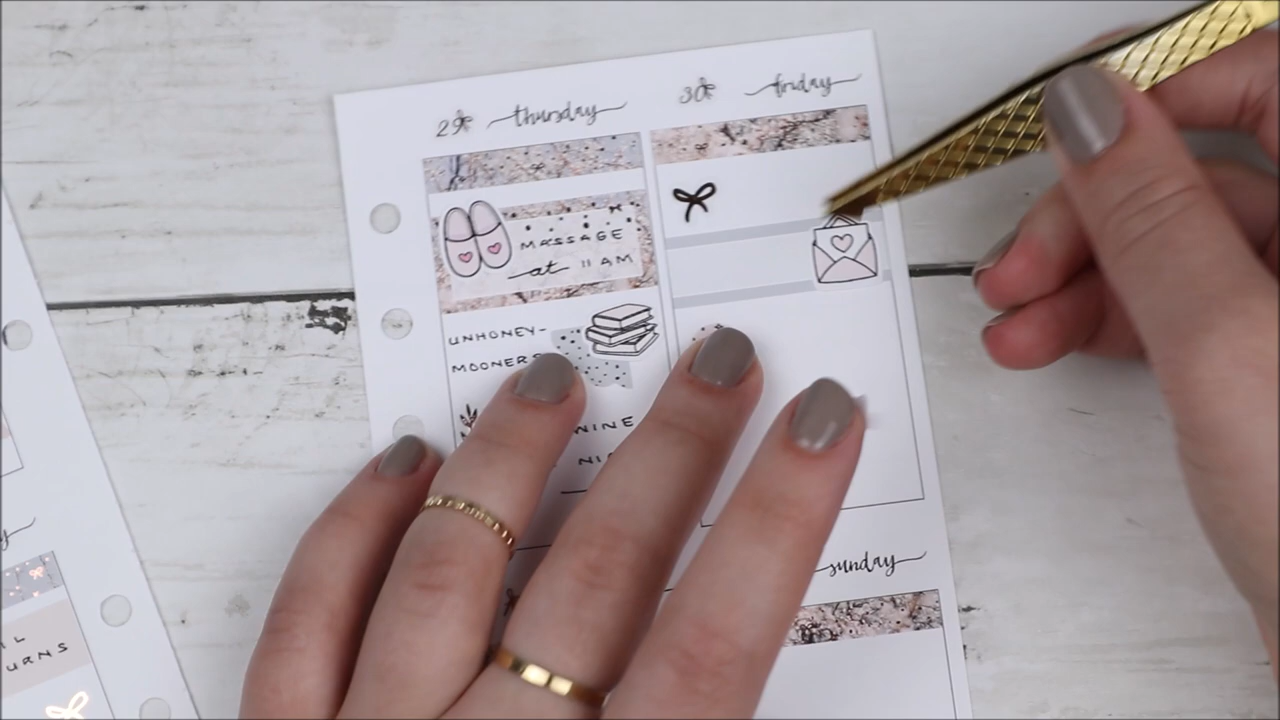 29 thursday
30 friday
MASSAGE
at 11 AM
UNHONEY-
MOONERS
WINE
sunday